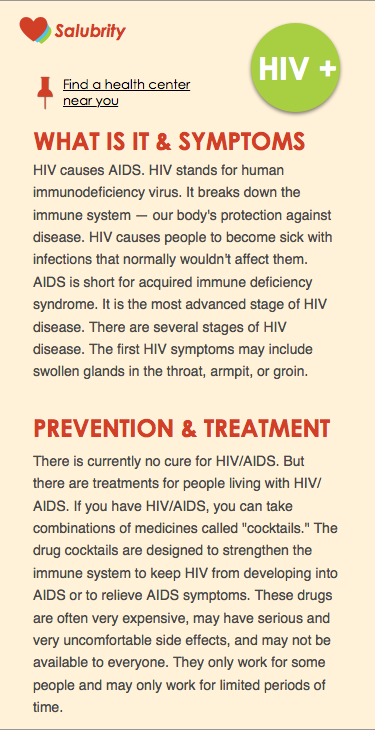 Salubrity
HIV +
Find a health center
near you
WHAT IS IT & SYMPTOMS
HIV causes AIDS. HIV stands for human
immunodeficiency virus. It breaks down the
immune system — our body's protection against
disease. HIV causes people to become sick with
infections that normally wouldn't affect them.
AIDS is short for acquired immune deficiency
syndrome. It is the most advanced stage of HIV
disease. There are several stages of HIV
disease. The first HIV symptoms may include
swollen glands in the throat, armpit, or groin.
PREVENTION & TREATMENT
There is currently no cure for HIV/AIDS. But
there are treatments for people living with HIV/
AIDS. If you have HIV/AIDS, you can take
combinations of medicines called "cocktails." The
drug cocktails are designed to strengthen the
immune system to keep HIV from developing into
AIDS or to relieve AIDS symptoms. These drugs
are often very expensive, may have serious and
very uncomfortable side effects, and may not be
available to everyone. They only work for some
people and may only work for limited periods of
time.